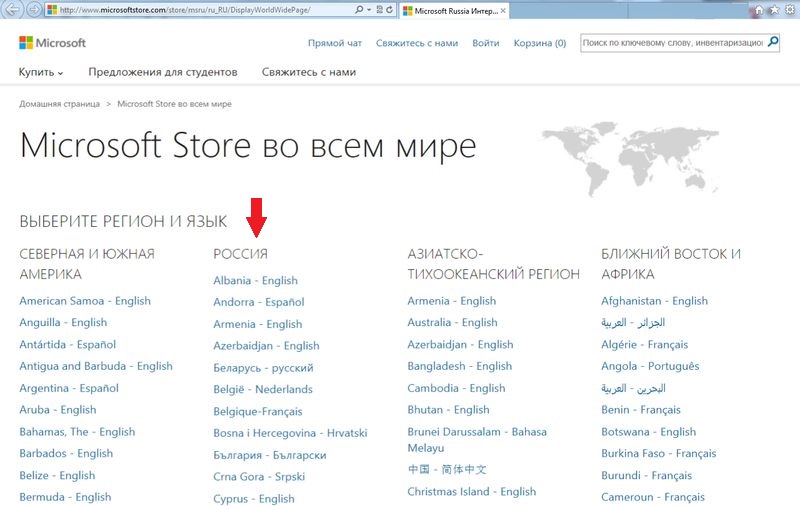 http://www.microsoftstore.com/store/msru/ru_RU/DisplayWorldWidePage/
Microsoft Russia Интер...
Microsoft
Прямой чат
Свяжитесь с нами
Войти
Корзина (0)
Поиск по ключевому слову, инвентаризацион
Купить
Предложения для студентов
Свяжитесь с нами
Домашняя страница > Microsoft Store во всем мире
Microsoft Store во всем мире
ВЫБЕРИТЕ РЕГИОН И ЯЗЫК
СЕВЕРНАЯ И ЮЖНАЯ
АМЕРИКА
American Samoa - English
Anguilla - English
Antártida - Español
Antigua and Barbuda - English
Argentina - Español
Aruba - English
Bahamas, The - English
Barbados - English
Belize - English
Bermuda - English
РОССИЯ
Albania - English
Andorra - Español
Armenia - English
Azerbaidjan - English
Беларусь - русский
België - Nederlands
Belgique-Français
Bosna i Hercegovina - Hrvatski
България - Български
Crna Gora - Srpski
Cyprus - English
АЗИАТСКО-
ТИХООКЕАНСКИЙ РЕГИОН
Armenia - English
Australia - English
Azerbaidjan - English
Bangladesh - English
Cambodia - English
Bhutan - English
Brunei Darussalam - Bahasa
Melayu
中国 - 简体中文
Christmas Island - English
БЛИЖНИЙ ВОСТОК И
АФРИКА
Afghanistan - English
الجزائر - العربية
Algérie - Français
Angola - Português
البحرين - العربية
Benin - Français
Botswana - English
Burkina Faso - Français
Burundi - Français
Cameroun - Français